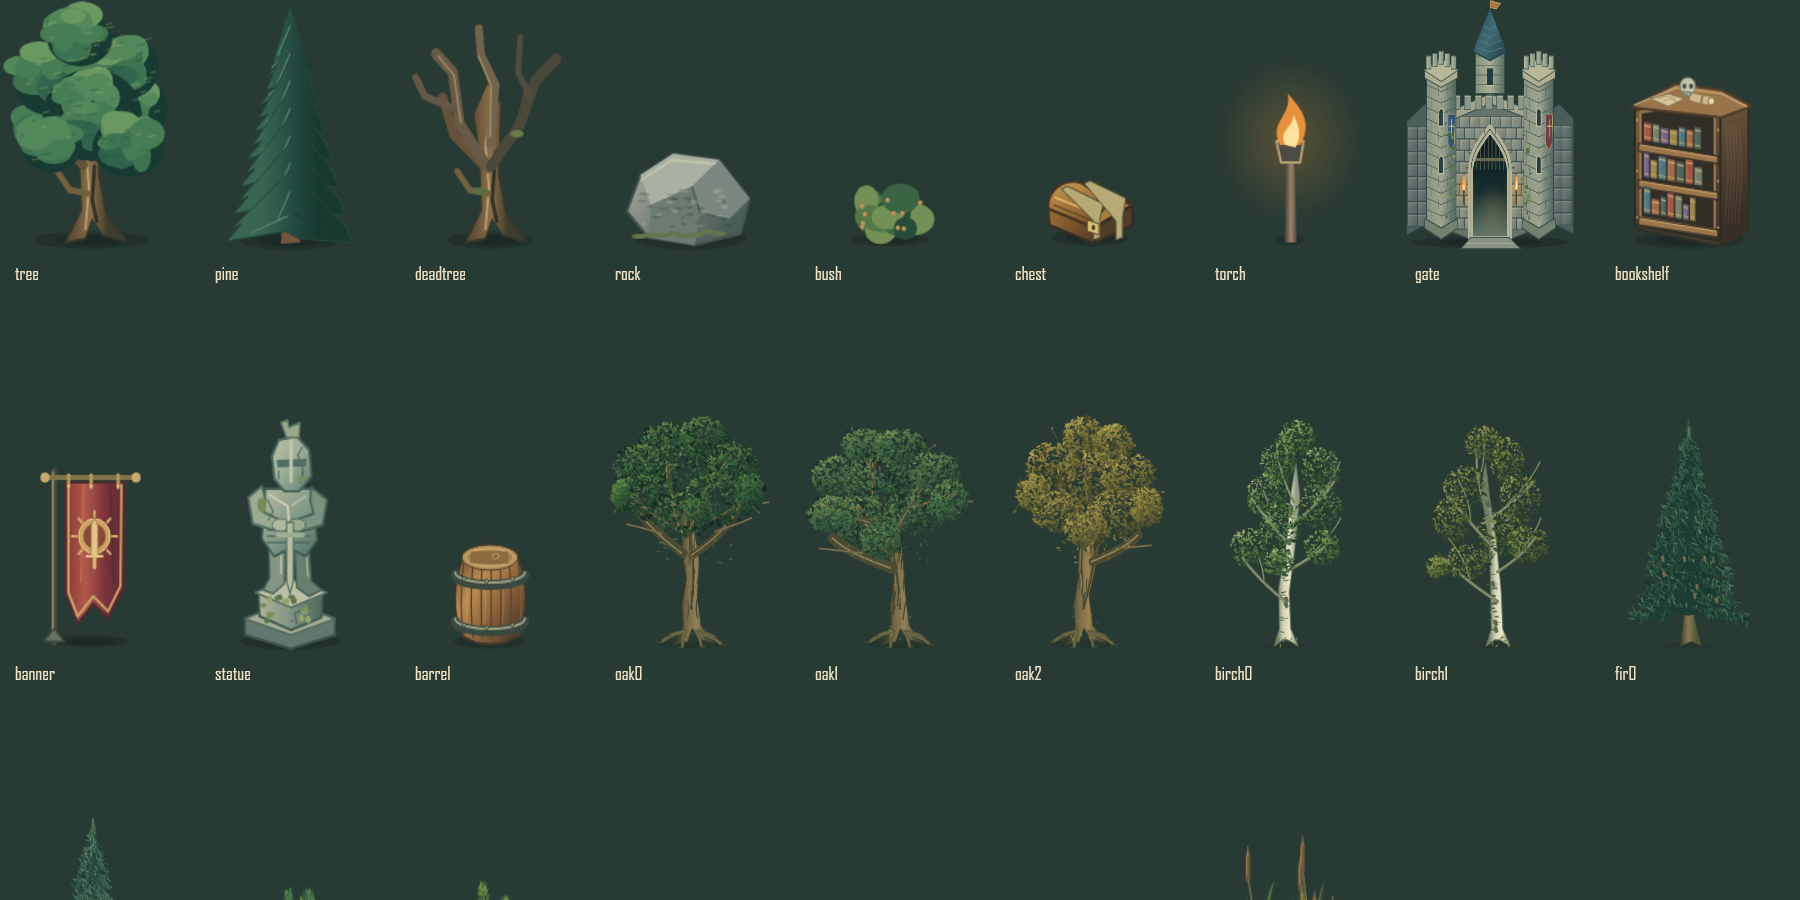 tree
pine
deadtree
rock
bush
chest
torch
gate
bookshelf
banner
statue
barrel
oak0
oak1
oak2
birch0
birch1
fir0